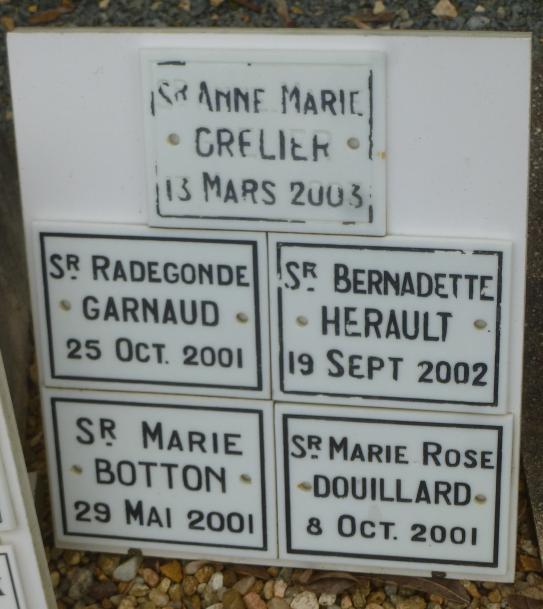 SR ANNE MARIE
GRELIER
13 MARS 2003
SR RADEGONDE
GARNAUD
25 OCT. 2001
SR BERNADETTE
HERAULT
19 SEPT 2002
SR MARIE
BOTTON
29 MAI 2001
SR MARIE ROSE
DOUILLARD
8 OCT. 2001